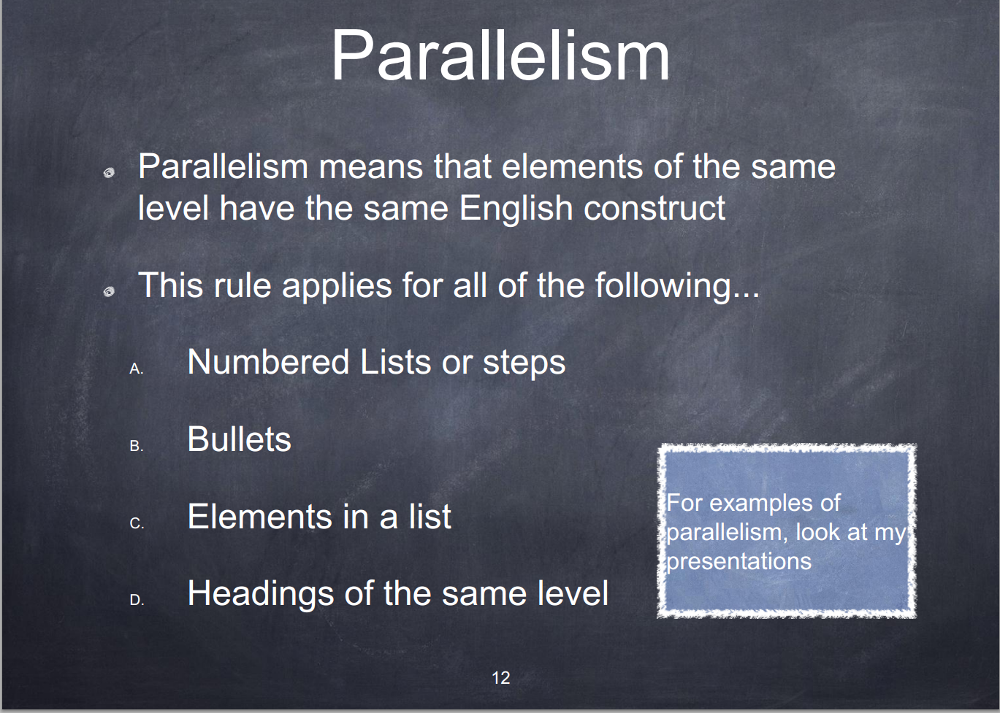 Parallelism
Parallelism means that elements of the same
level have the same English construct
This rule applies for all of the following...
A. Numbered Lists or steps
B. Bullets
C. Elements in a list
D. Headings of the same level
For examples of
parallelism, look at my
presentations
12